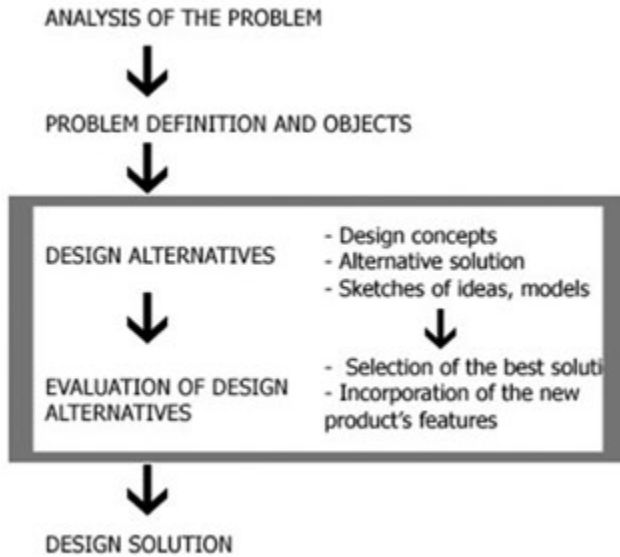 ANALYSIS OF THE PROBLEM
PROBLEM DEFINITION AND OBJECTS
DESIGN ALTERNATIVES
- Design concepts
- Alternative solution
- Sketches of ideas, models
EVALUATION OF DESIGN
ALTERNATIVES
- Selection of the best soluti
- Incorporation of the new
product's features
DESIGN SOLUTION